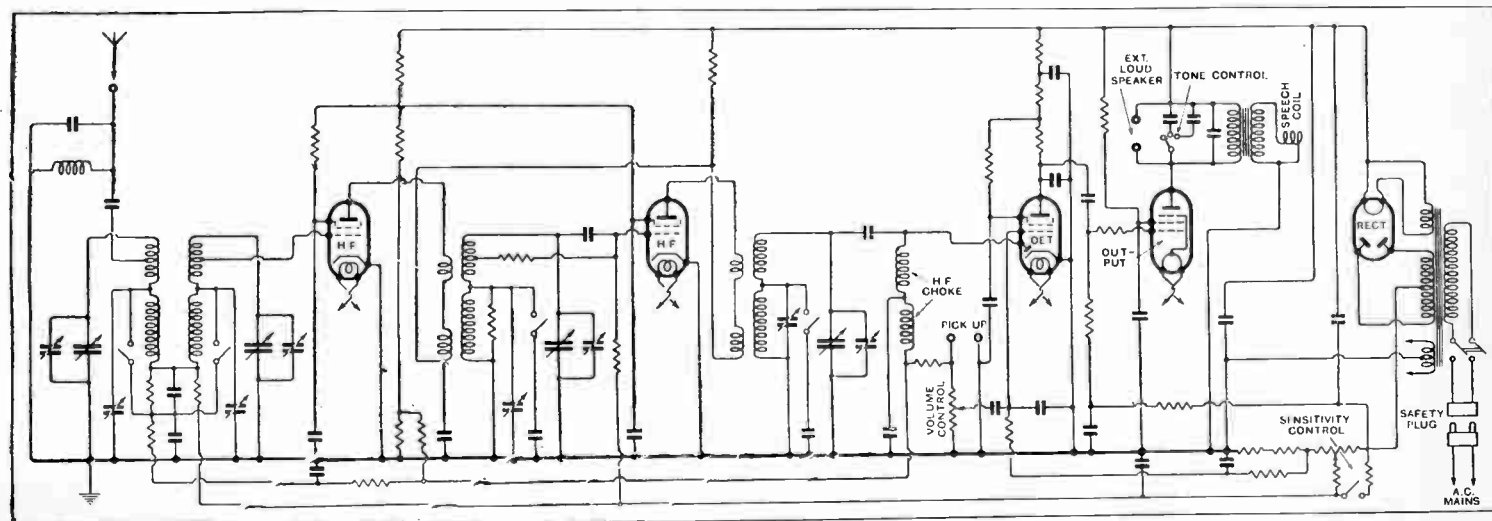 EXT.
LOUD
SPEAKER
TONE CONTROL
SPEECH
COIL
H.F
H.F
DET
OUT-
PUT
RECT.
H.F
CHOKE
PICK UP
VOLUME
CONTROL
SINSITIVITY
CONTROL
SAFETY
PLUG
A.C.
MAINS